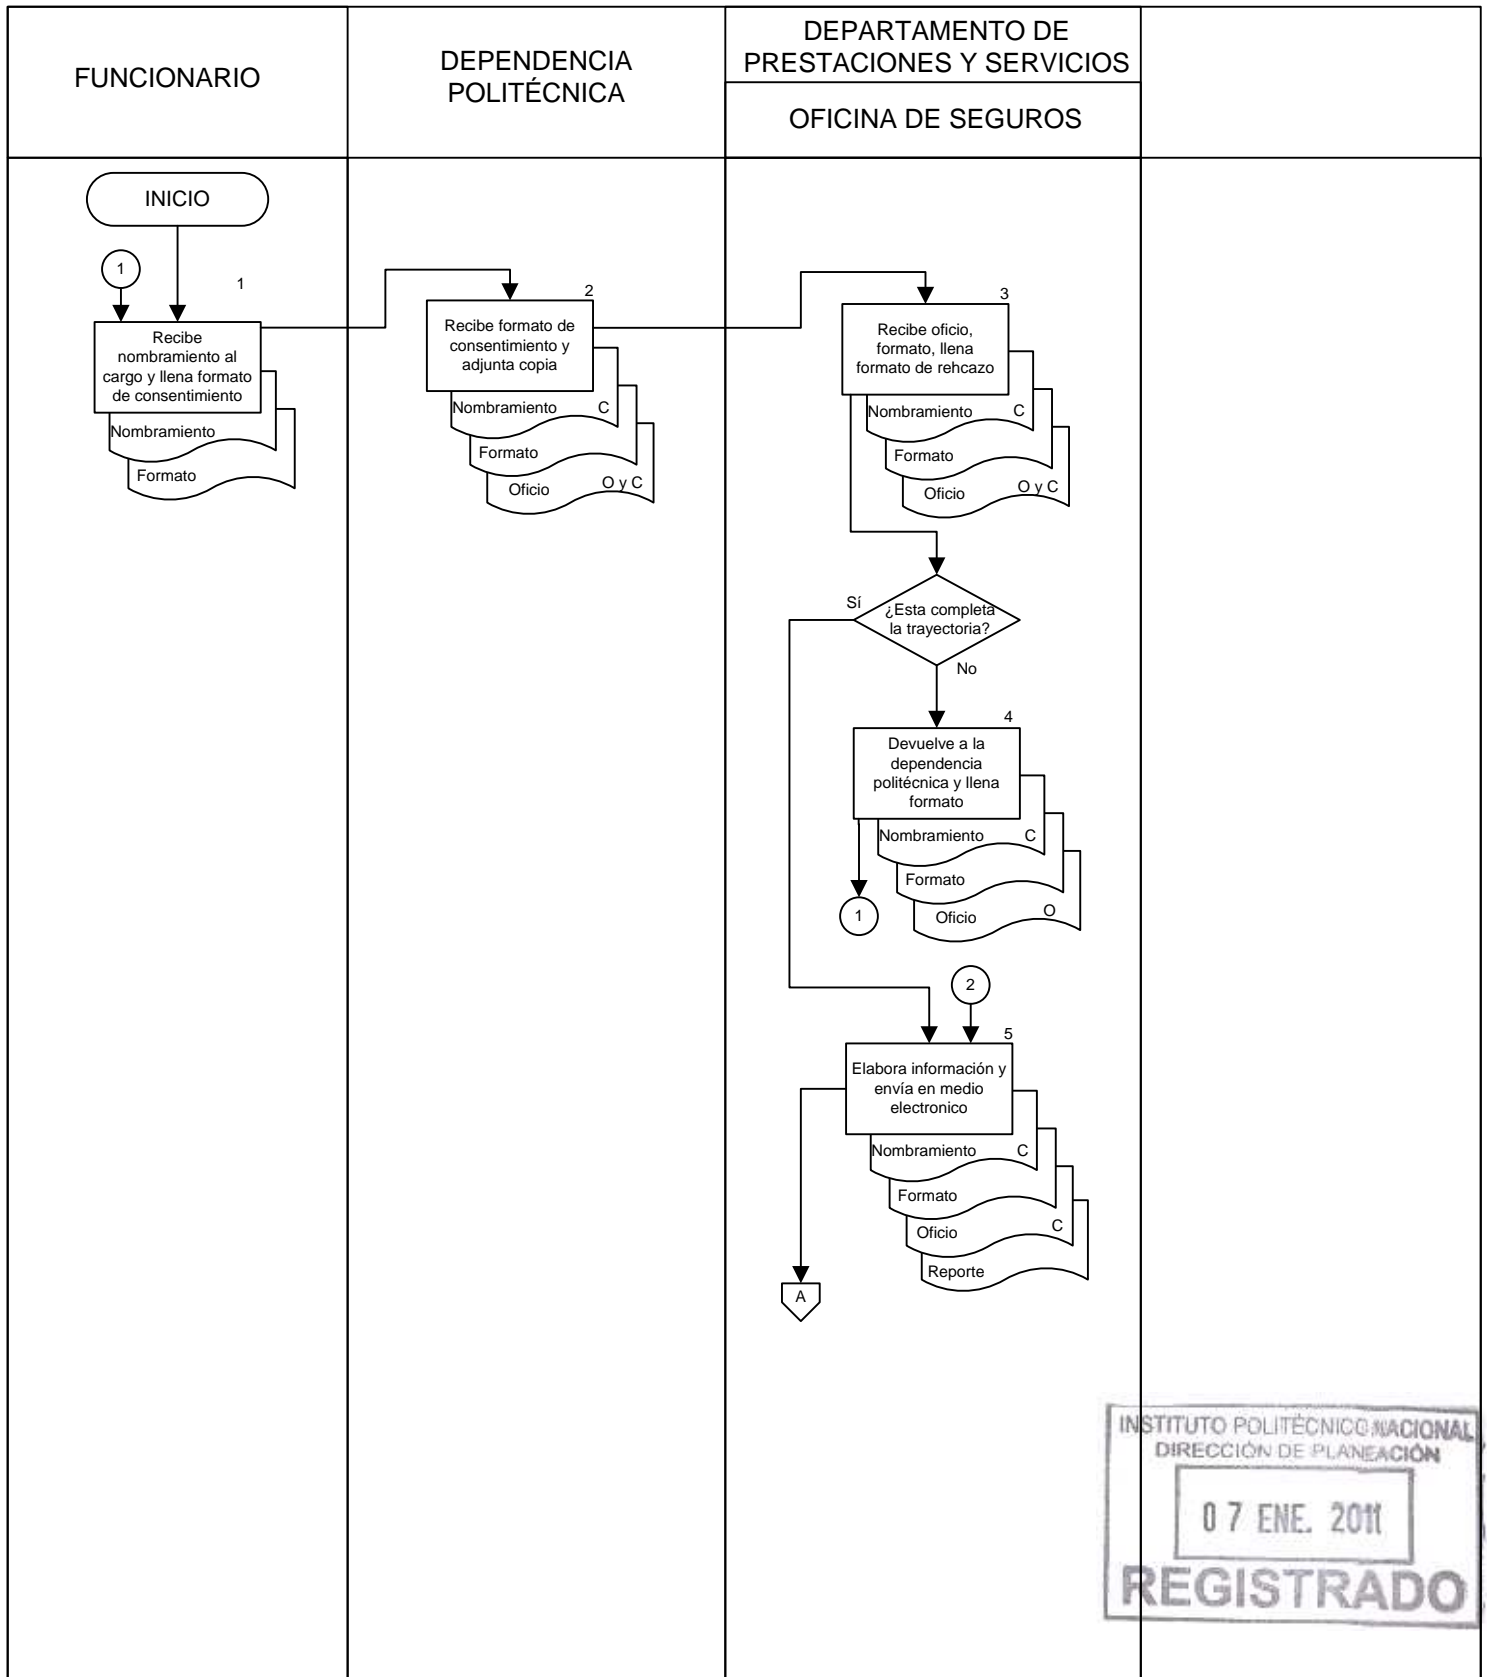 FUNCIONARIO
DEPENDENCIA
POLITÉCNICA
DEPARTAMENTO DE
PRESTACIONES Y SERVICIOS
OFICINA DE SEGUROS
INICIO
1
1
Recibe
nombramiento al
cargo y llena formato
de consentimiento
Nombramiento
Formato
2
Recibe formato de
consentimiento y
adjunta copia
Nombramiento C
Formato
Oficio O y C
3
Recibe oficio,
formato, llena
formato de rehcazo
Nombramiento C
Formato
Oficio O y C
Sí
¿Esta completa
la trayectoria?
No
4
Devuelve a la
dependencia
politécnica y llena
formato
Nombramiento C
Formato
Oficio O
1
2
5
Elabora información y
envía en medio
electronico
Nombramiento C
Formato
Oficio C
Reporte
A
INSTITUTO POLITÉCNICO NACIONAL
DIRECCIÓN DE PLANEACIÓN
0 7 ENE. 2011
REGISTRADO